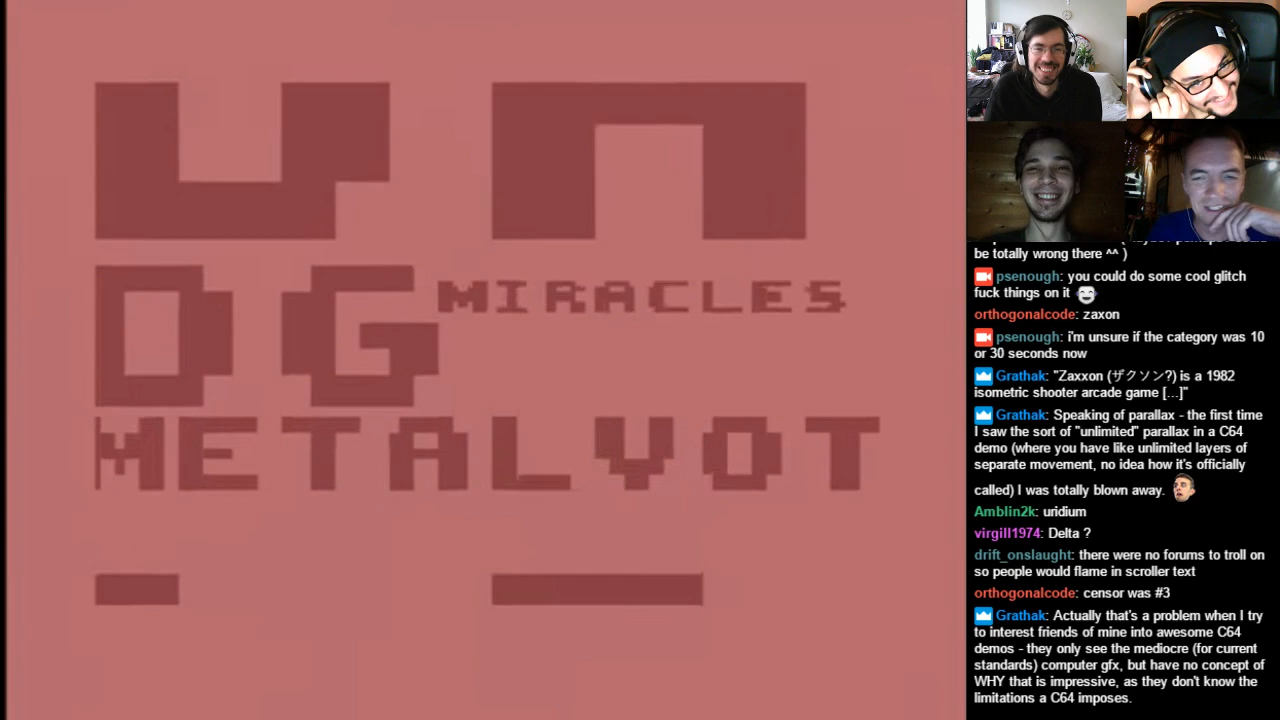 DG MIRACLES
METALVOT
be totally wrong there ^^ )
psenough: you could do some cool glitch
fuck things on it
orthogonalcode: zaxon
psenough: i'm unsure if the category was 10
or 30 seconds now
Grathak: "Zaxxon (ザクソン?) is a 1982
isometric shooter arcade game [...]"
Grathak: Speaking of parallax - the first time
I saw the sort of "unlimited" parallax in a C64
demo (where you have like unlimited layers of
separate movement, no idea how it's officially
called) I was totally blown away.
Amblin2k: uridium
virgill1974: Delta ?
drift_onslaught: there were no forums to troll on
so people would flame in scroller text
orthogonalcode: censor was #3
Grathak: Actually that's a problem when I try
to interest friends of mine into awesome C64
demos - they only see the mediocre (for current
standards) computer gfx, but have no concept of
WHY that is impressive, as they don't know the
limitations a C64 imposes.